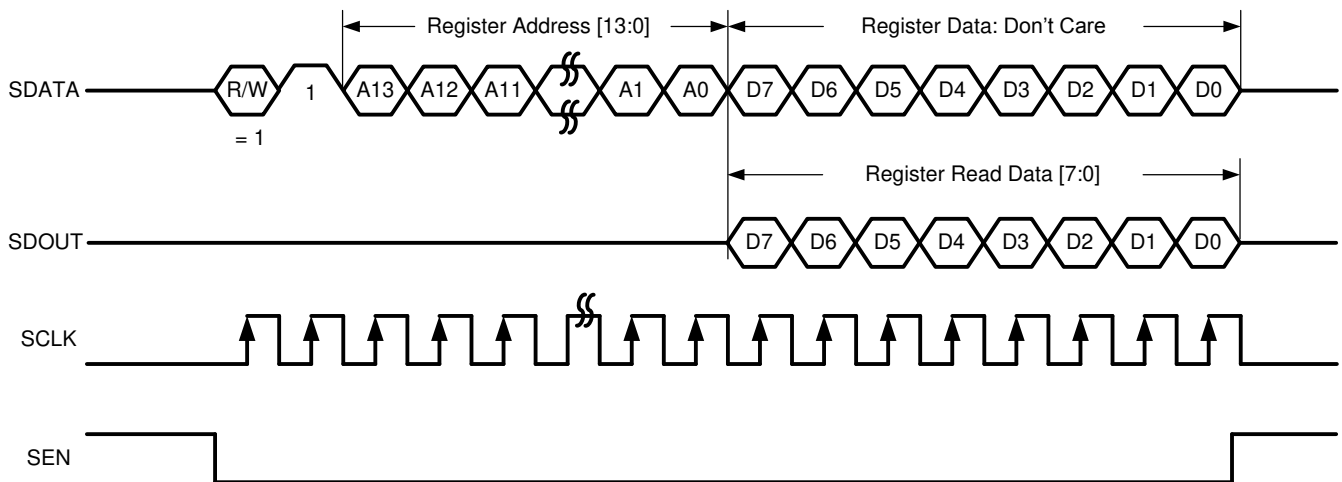 Register Address [13:0] Register Data: Don't Care
SDATA R/W 1 A13 A12 A11 A1 A0 D7 D6 D5 D4 D3 D2 D1 D0
= 1
Register Read Data [7:0]
SDOUT D7 D6 D5 D4 D3 D2 D1 D0
SCLK
SEN